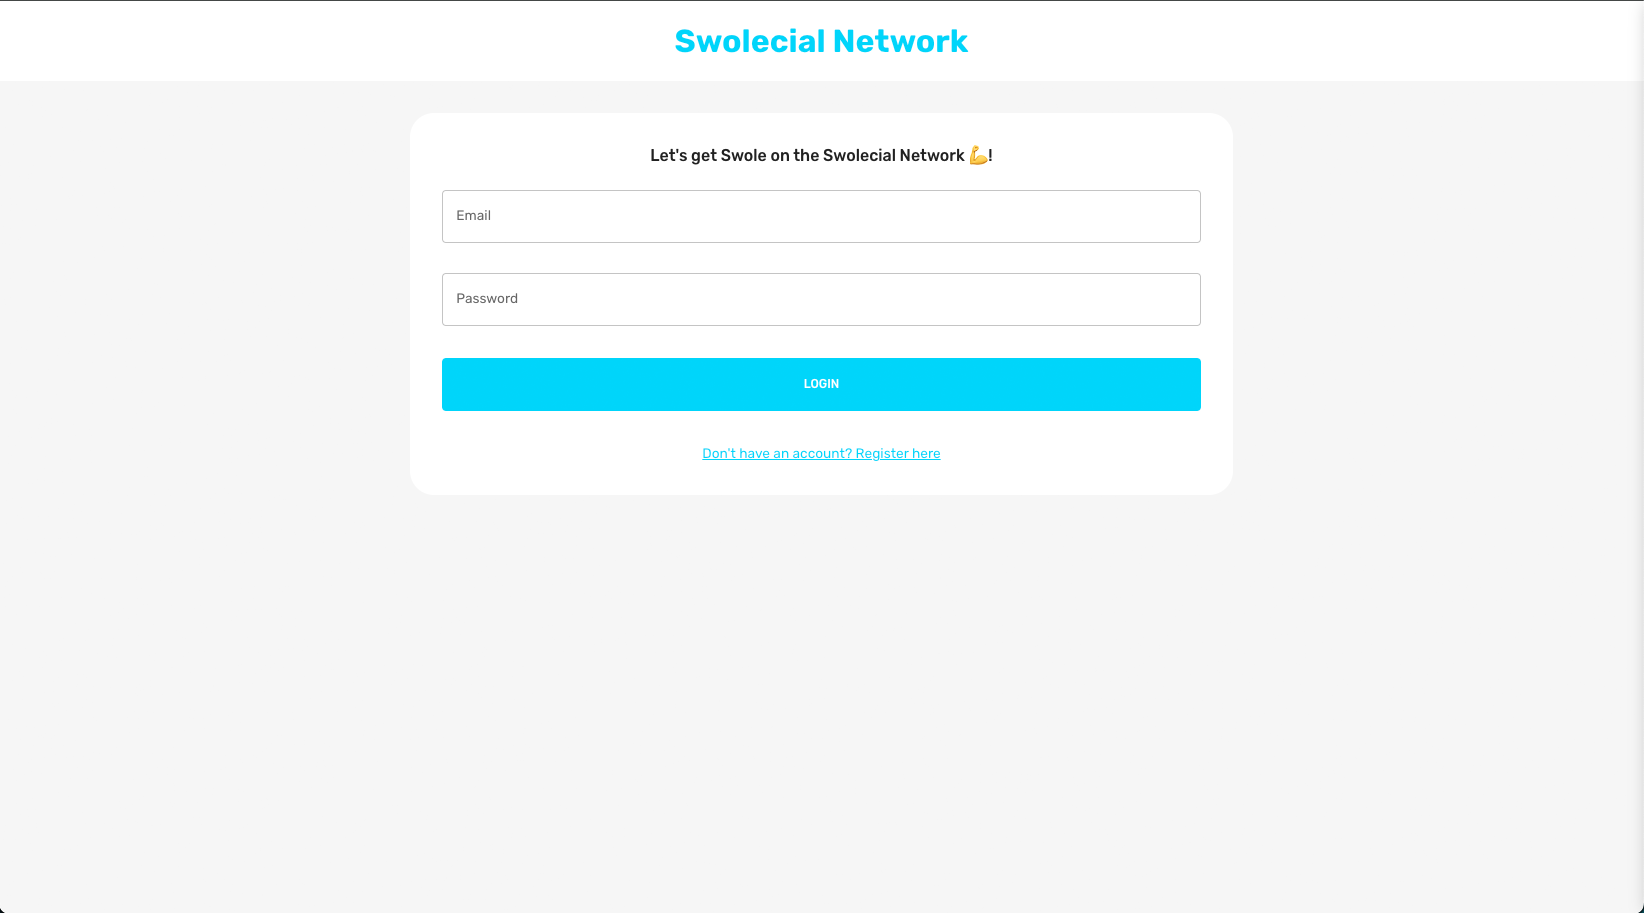 Swolecial Network
Let's get Swole on the Swolecial Network 💪!
Email
Password
LOGIN
Don't have an account? Register here